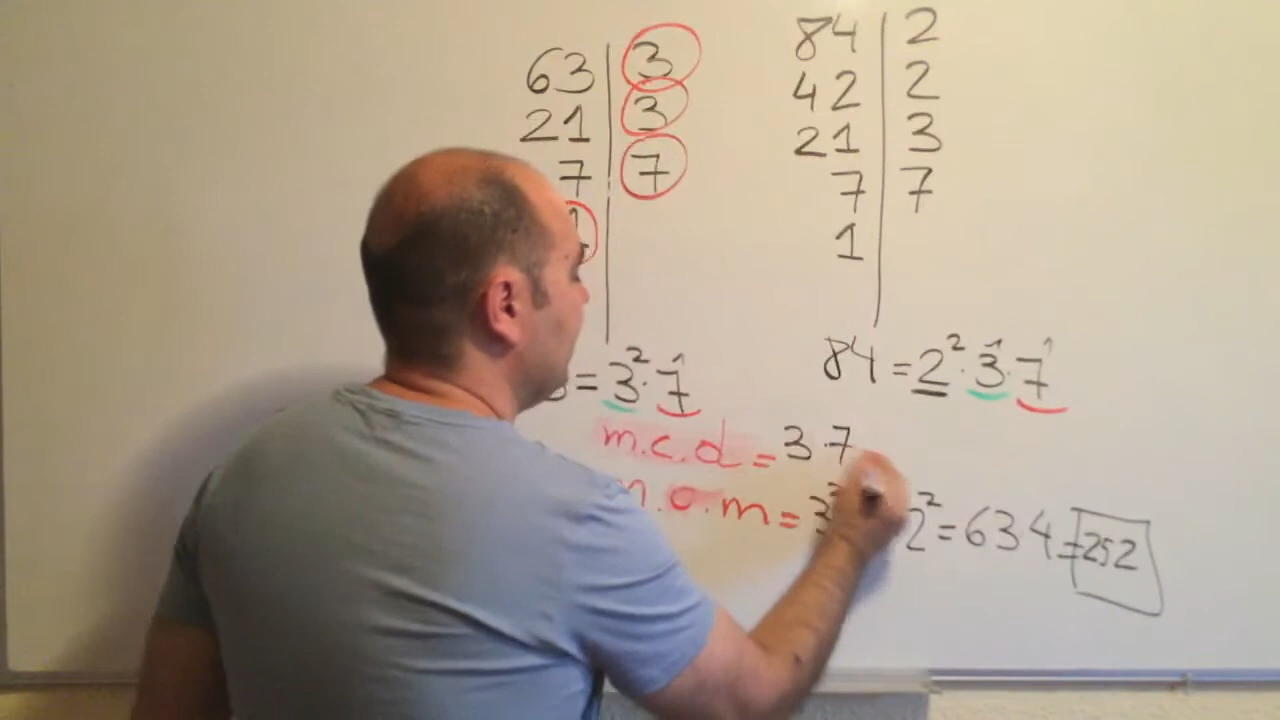 63 | 3
21 | 3
7 | 7
1
84 | 2
42 | 2
21 | 3
7 | 7
1
= 3²·7¹
84 = 2²·3¹·7¹
m.c.d = 3·7
m.c.m = 3² 2² = 63 4 = 252